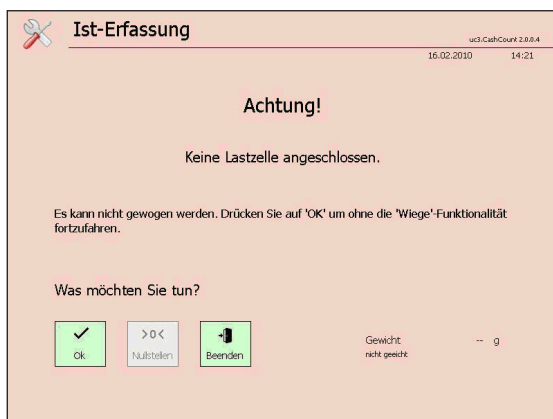 Ist-Erfassung
uc3.CashCount 2.0.0.4
16.02.2010 14:21
Achtung!
Keine Lastzelle angeschlossen.
Es kann nicht gewogen werden. Drücken Sie auf 'OK' um ohne die 'Wiege'-Funktionalität
fortzufahren.
Was möchten Sie tun?
>0<
Ok Nullstellen Beenden
Gewicht -- g
nicht geeicht